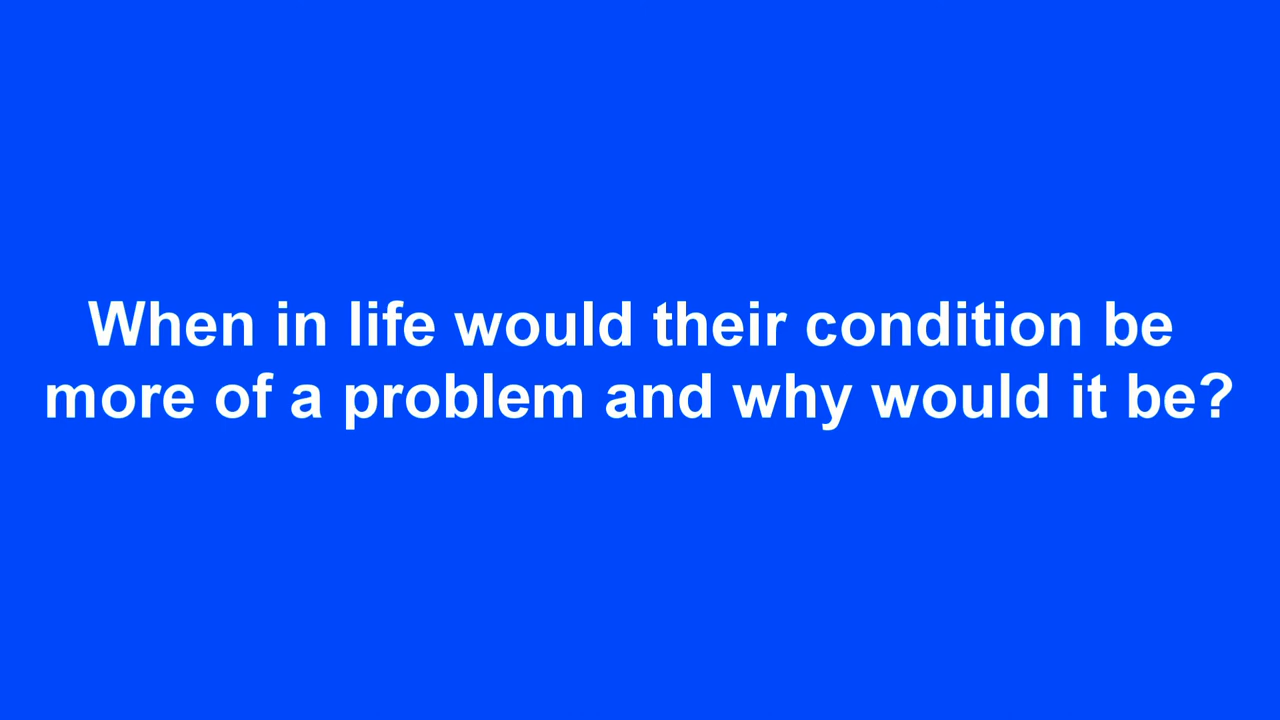 When in life would their condition be
more of a problem and why would it be?